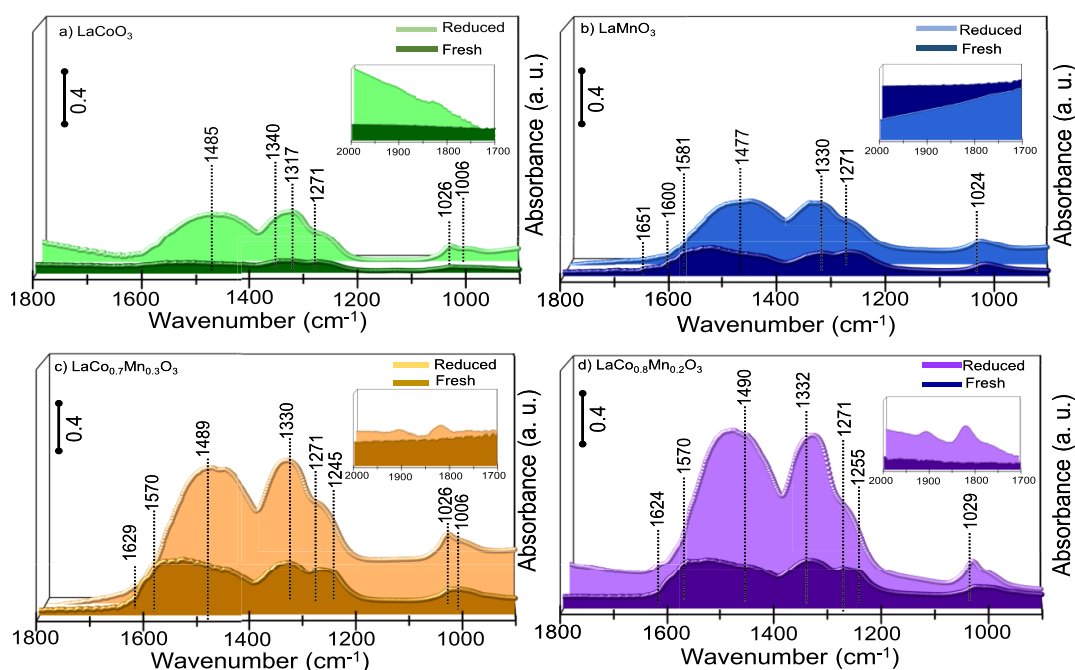 a) LaCoO₃
Reduced
Fresh
0.4
2000 1900 1800 1700
1485
1340
1317
1271
1026
1006
Absorbance (a. u.)
1800 1600 1400 1200 1000
Wavenumber (cm⁻¹)
b) LaMnO₃
Reduced
Fresh
0.4
2000 1900 1800 1700
1651
1600
1581
1477
1330
1271
1024
Absorbance (a. u.)
1800 1600 1400 1200 1000
Wavenumber (cm⁻¹)
c) LaCo₀.₇Mn₀.₃O₃
Reduced
Fresh
0.4
2000 1900 1800 1700
1629
1570
1489
1330
1271
1245
1026
1006
Absorbance (a. u.)
1800 1600 1400 1200 1000
Wavenumber (cm⁻¹)
d) LaCo₀.₈Mn₀.₂O₃
Reduced
Fresh
0.4
2000 1900 1800 1700
1624
1570
1490
1332
1271
1255
1029
Absorbance (a. u.)
1800 1600 1400 1200 1000
Wavenumber (cm⁻¹)